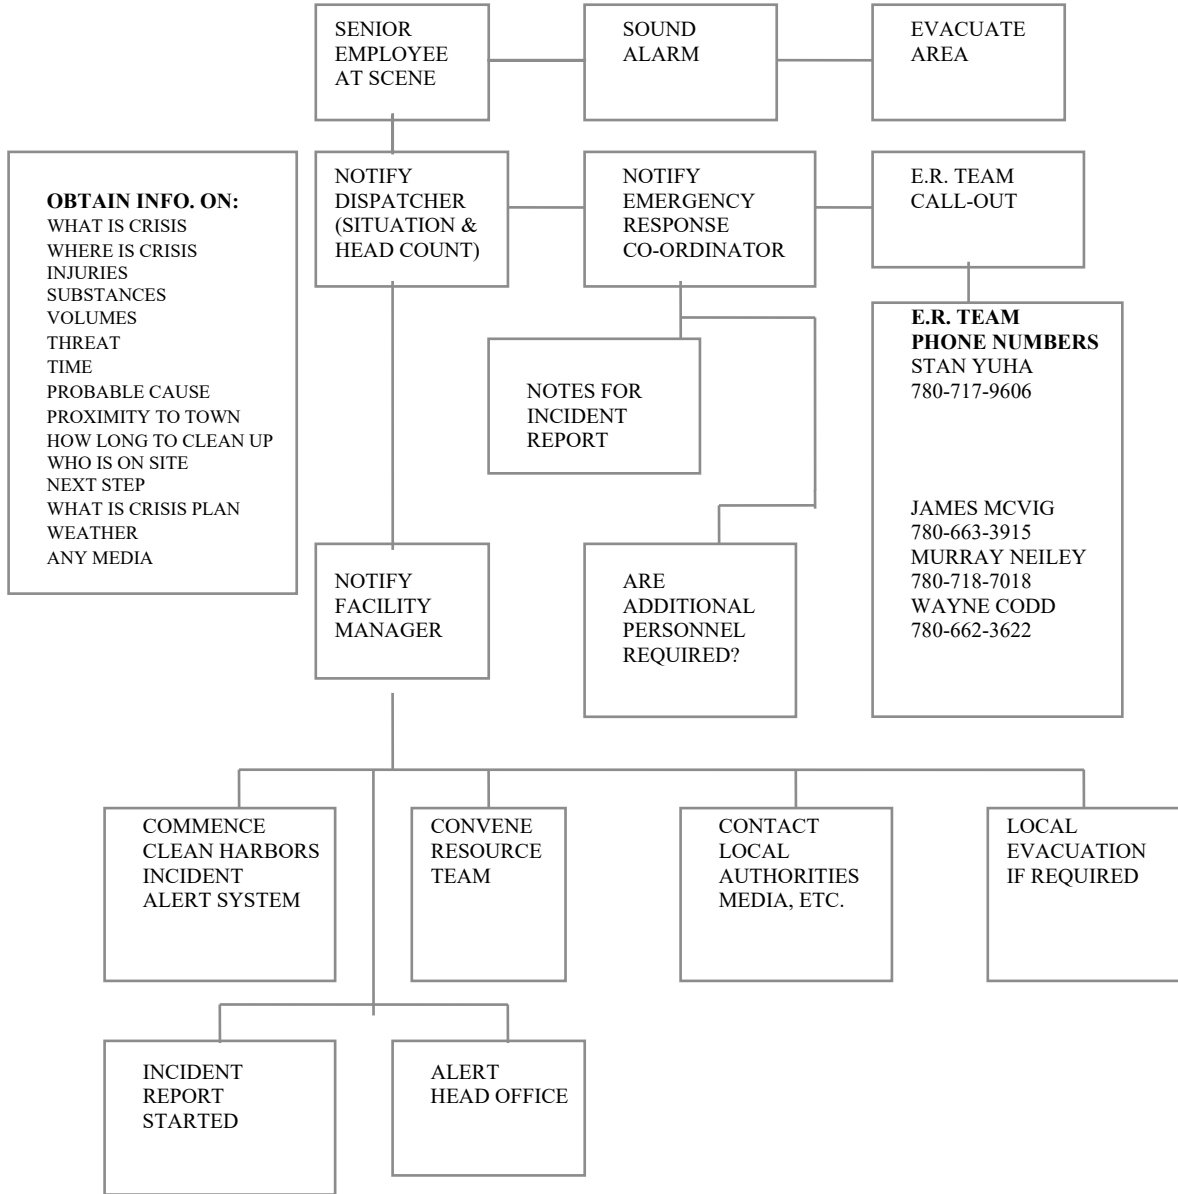 SENIOR
EMPLOYEE
AT SCENE
SOUND
ALARM
EVACUATE
AREA
OBTAIN INFO. ON:
WHAT IS CRISIS
WHERE IS CRISIS
INJURIES
SUBSTANCES
VOLUMES
THREAT
TIME
PROBABLE CAUSE
PROXIMITY TO TOWN
HOW LONG TO CLEAN UP
WHO IS ON SITE
NEXT STEP
WHAT IS CRISIS PLAN
WEATHER
ANY MEDIA
NOTIFY
DISPATCHER
(SITUATION &
HEAD COUNT)
NOTIFY
EMERGENCY
RESPONSE
CO-ORDINATOR
E.R. TEAM
CALL-OUT
E.R. TEAM
PHONE NUMBERS
STAN YUHA
780-717-9606
JAMES MCVIG
780-663-3915
MURRAY NEILEY
780-718-7018
WAYNE CODD
780-662-3622
NOTES FOR
INCIDENT
REPORT
NOTIFY
FACILITY
MANAGER
ARE
ADDITIONAL
PERSONNEL
REQUIRED?
COMMENCE
CLEAN HARBORS
INCIDENT
ALERT SYSTEM
CONVENE
RESOURCE
TEAM
CONTACT
LOCAL
AUTHORITIES
MEDIA, ETC.
LOCAL
EVACUATION
IF REQUIRED
INCIDENT
REPORT
STARTED
ALERT
HEAD OFFICE